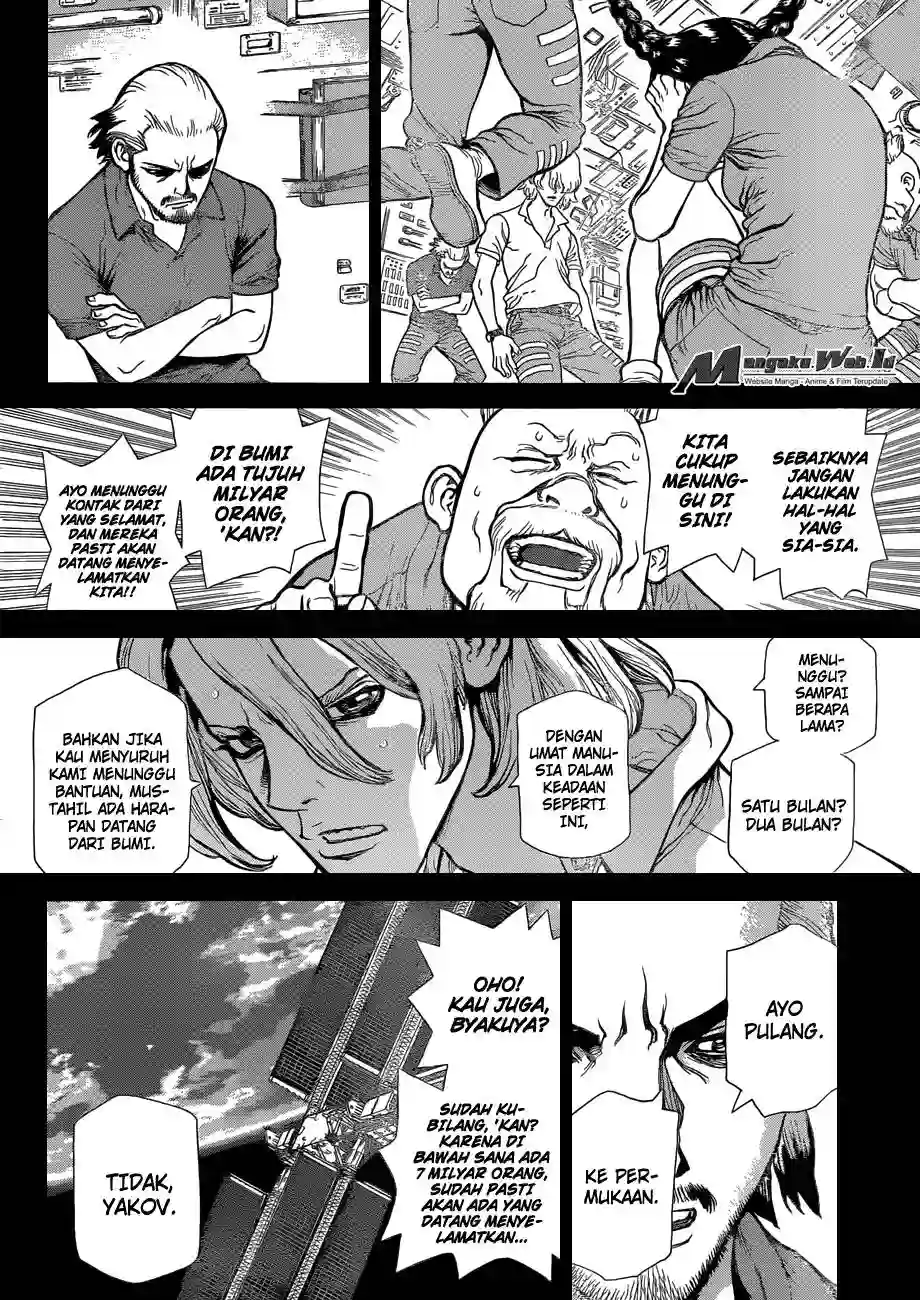 Mangaku.Web.Id
Website Manga - Anime & Film Terupdate
SEBAIKNYA
JANGAN
LAKUKAN
HAL-HAL
YANG
SIA-SIA.
KITA
CUKUP
MENUNG-
GU DI
SINI!
DI BUMI
ADA TUJUH
MILYAR
ORANG,
'KAN?!
AYO MENUNGGU
KONTAK DARI
YANG SELAMAT,
DAN MEREKA
PASTI AKAN
DATANG MENYE-
LAMATKAN
KITA!!
MENU-
NGGU?
SAMPAI
BERAPA
LAMA?
SATU BULAN?
DUA BULAN?
DENGAN
UMAT MANU-
SIA DALAM
KEADAAN
SEPERTI
INI,
BAHKAN JIKA
KAU MENYURUH
KAMI MENUNGGU
BANTUAN, MUS-
TAHIL ADA HARA-
PAN DATANG
DARI BUMI.
AYO
PULANG.
KE PER-
MUKAAN.
OHO!
KAU JUGA,
BYAKUYA?
SUDAH KU-
BILANG, 'KAN?
KARENA DI
BAWAH SANA ADA
7 MILYAR ORANG,
SUDAH PASTI
AKAN ADA YANG
DATANG MENYE-
LAMATKAN...
TIDAK,
YAKOV.